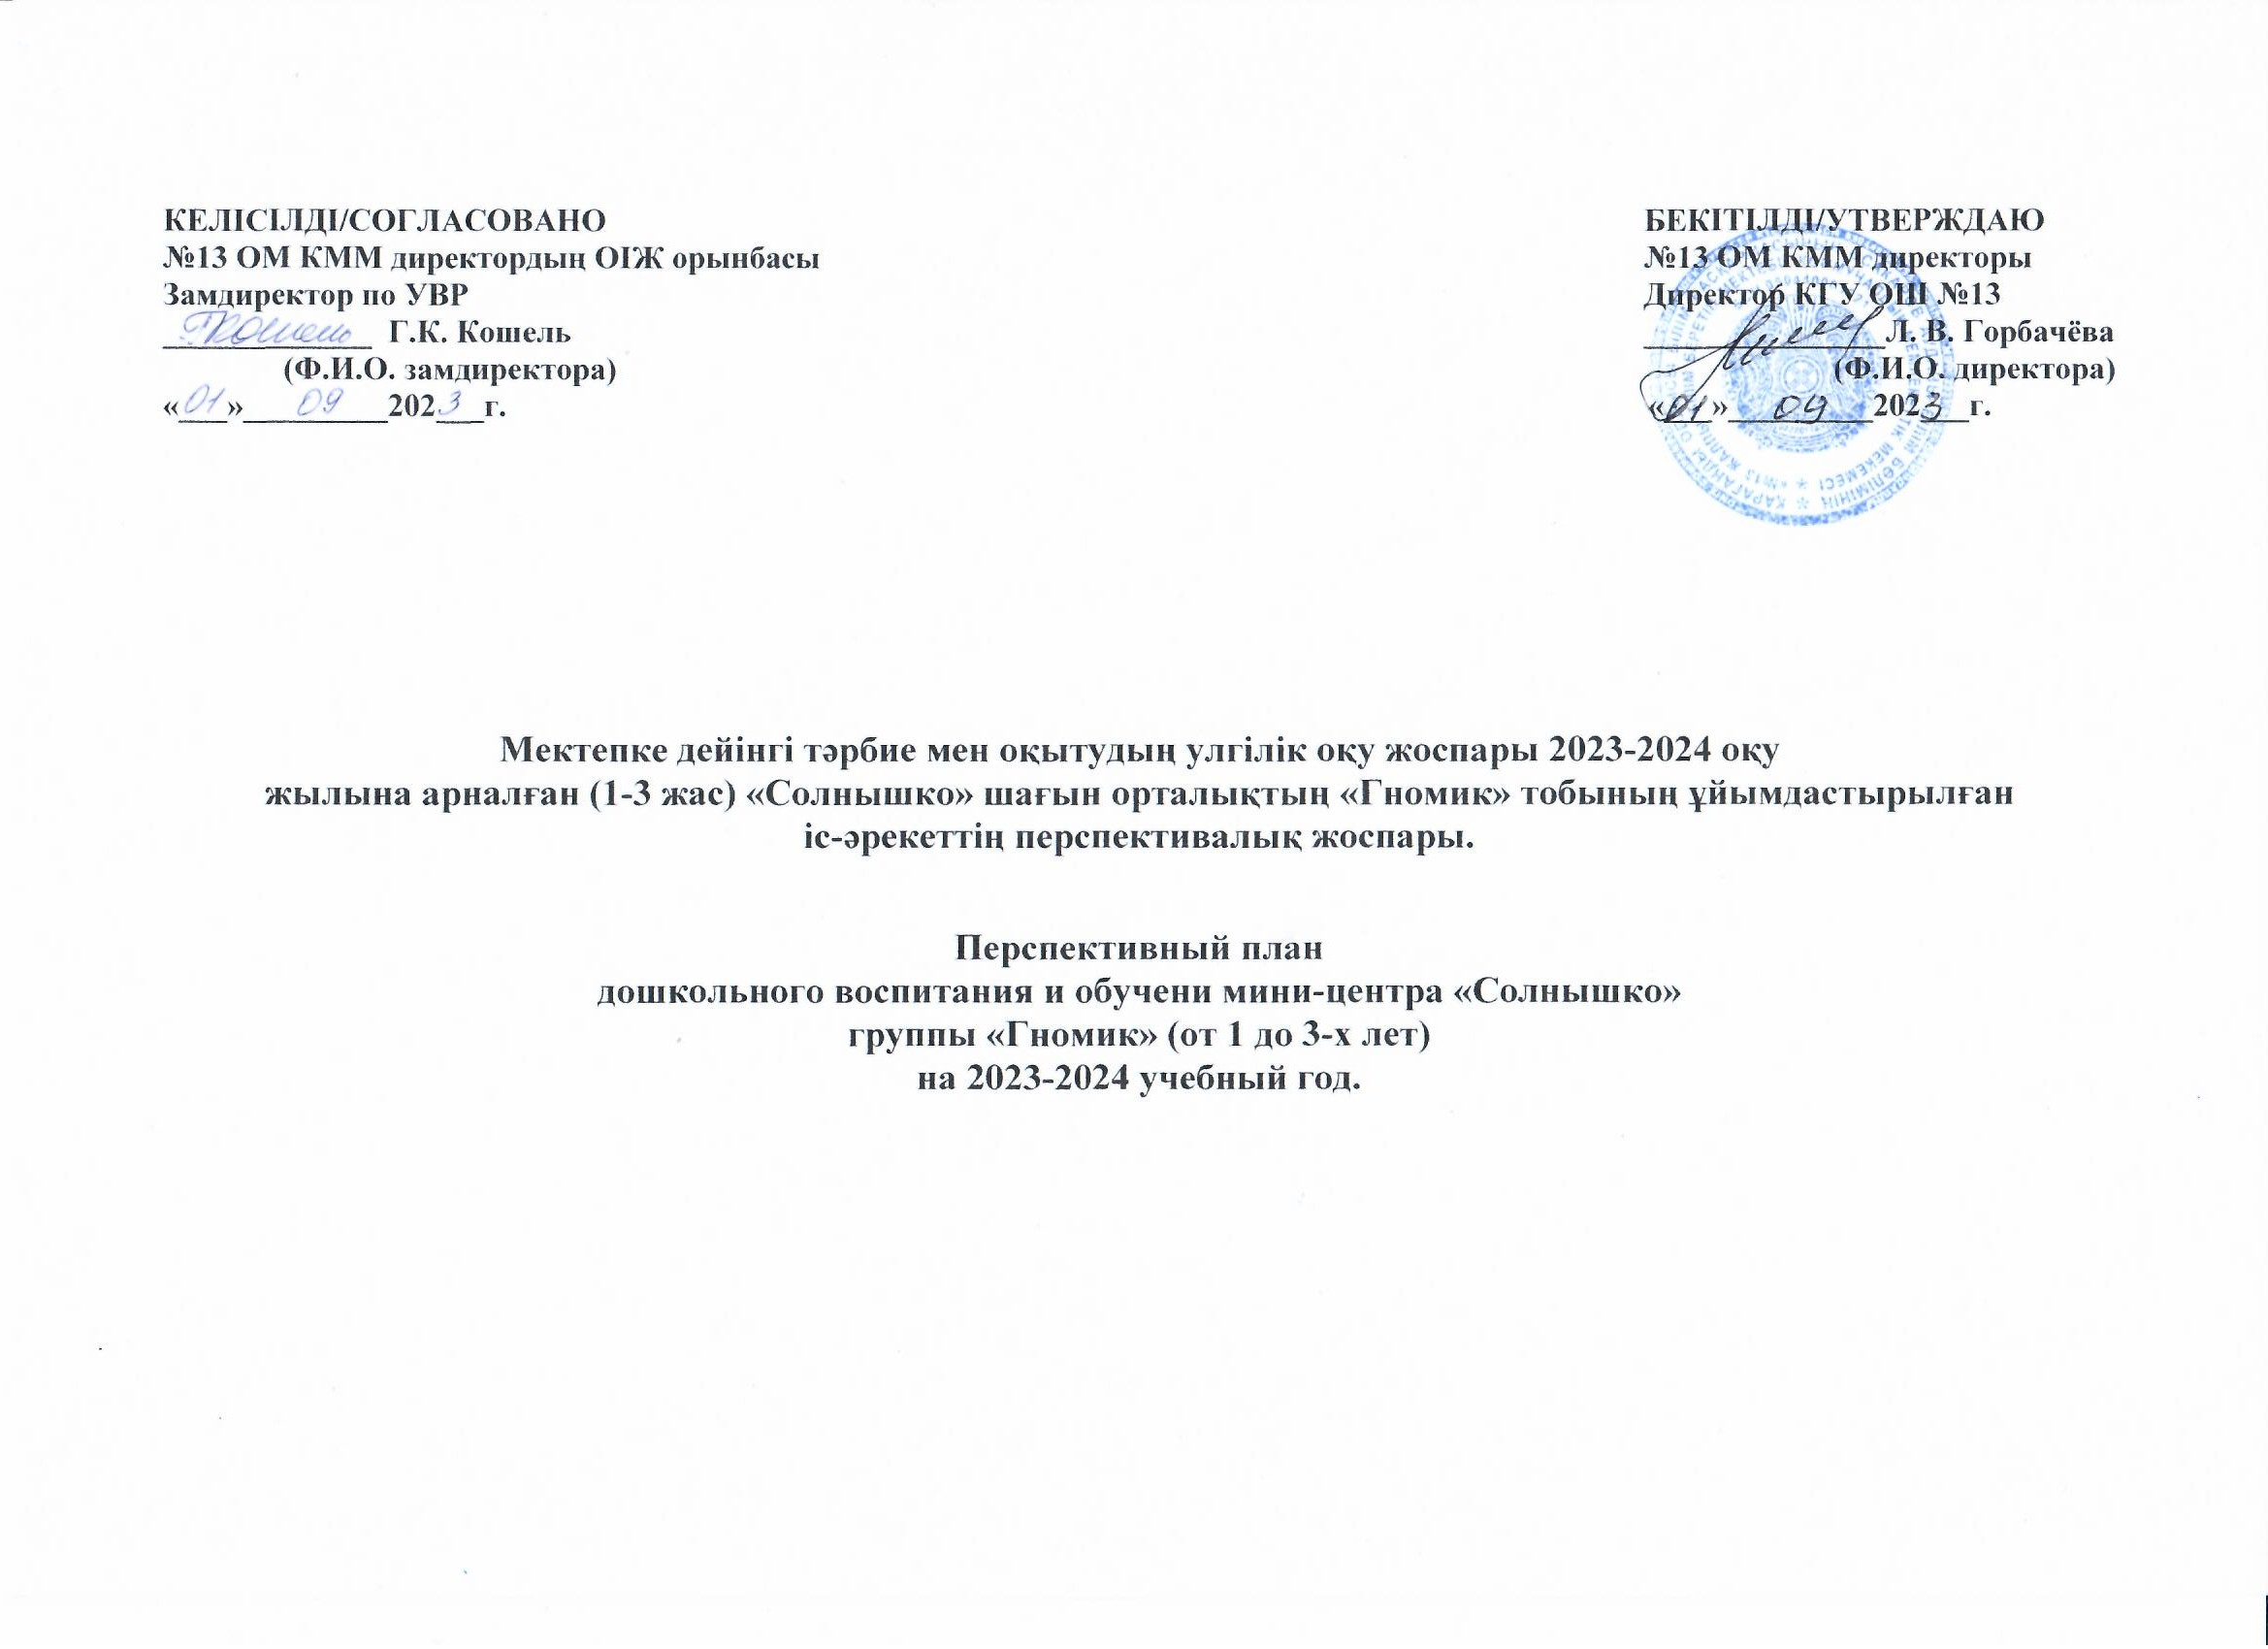 КЕЛІСІЛДІ/СОГЛАСОВАНО
№13 ОМ КММ директордың ОІЖ орынбасы
Замдиректор по УВР
Г.К. Кошель
(Ф.И.О. замдиректора)
«01» 09 2023 г.
БЕКІТІЛДІ/УТВЕРЖДАЮ
№13 ОМ КММ директоры
Директор КГУ ОШ №13
Л. В. Горбачёва
(Ф.И.О. директора)
«01» 09 2023 г.
Мектепке дейінгі тәрбие мен оқытудың улгілік оқу жоспары 2023-2024 оқу
жылына арналған (1-3 жас) «Солнышко» шағын орталықтың «Гномик» тобының ұйымдастырылған
іс-әрекеттің перспективалық жоспары.
Перспективный план
дошкольного воспитания и обучени мини-центра «Солнышко»
группы «Гномик» (от 1 до 3-х лет)
на 2023-2024 учебный год.